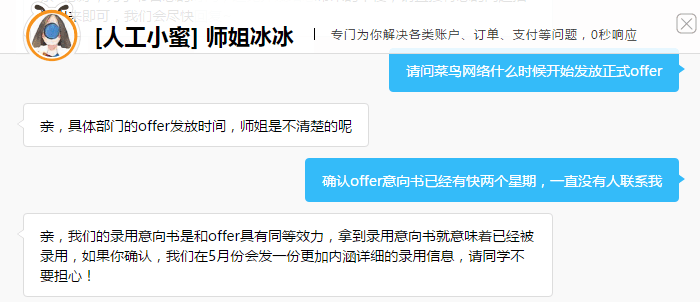 来即可，我们会尽快
[人工小蜜] 师姐冰冰 | 专门为你解决各类账户、订单、支付等问题，0秒响应
请问菜鸟网络什么时候开始发放正式offer
亲，具体部门的offer发放时间，师姐是不清楚的呢
确认offer意向书已经有快两个星期，一直没有人联系我
亲，我们的录用意向书是和offer具有同等效力，拿到录用意向书就意味着已经被
录用，如果你确认，我们在5月份会发一份更加内涵详细的录用信息，请同学不
要担心！